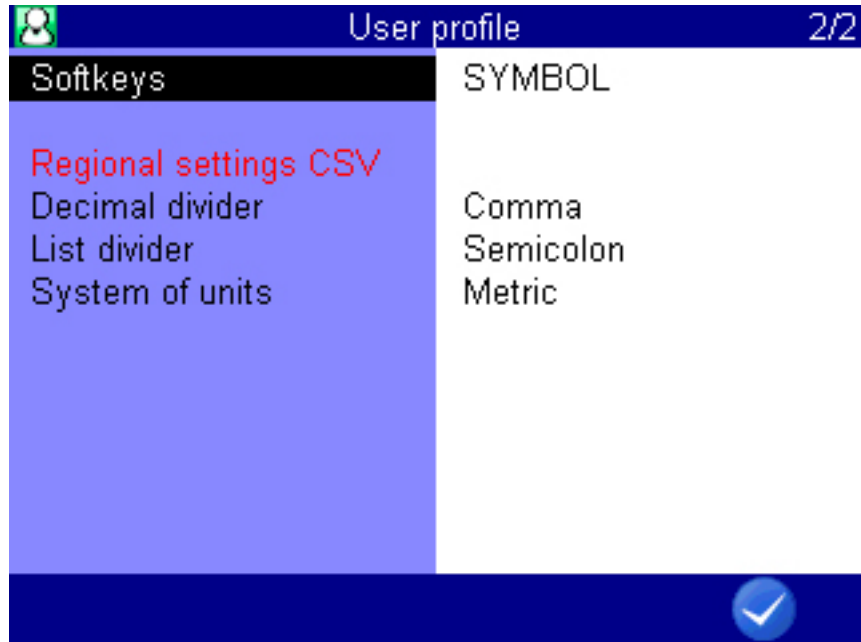 User profile 2/2
Softkeys SYMBOL
Regional settings CSV
Decimal divider Comma
List divider Semicolon
System of units Metric